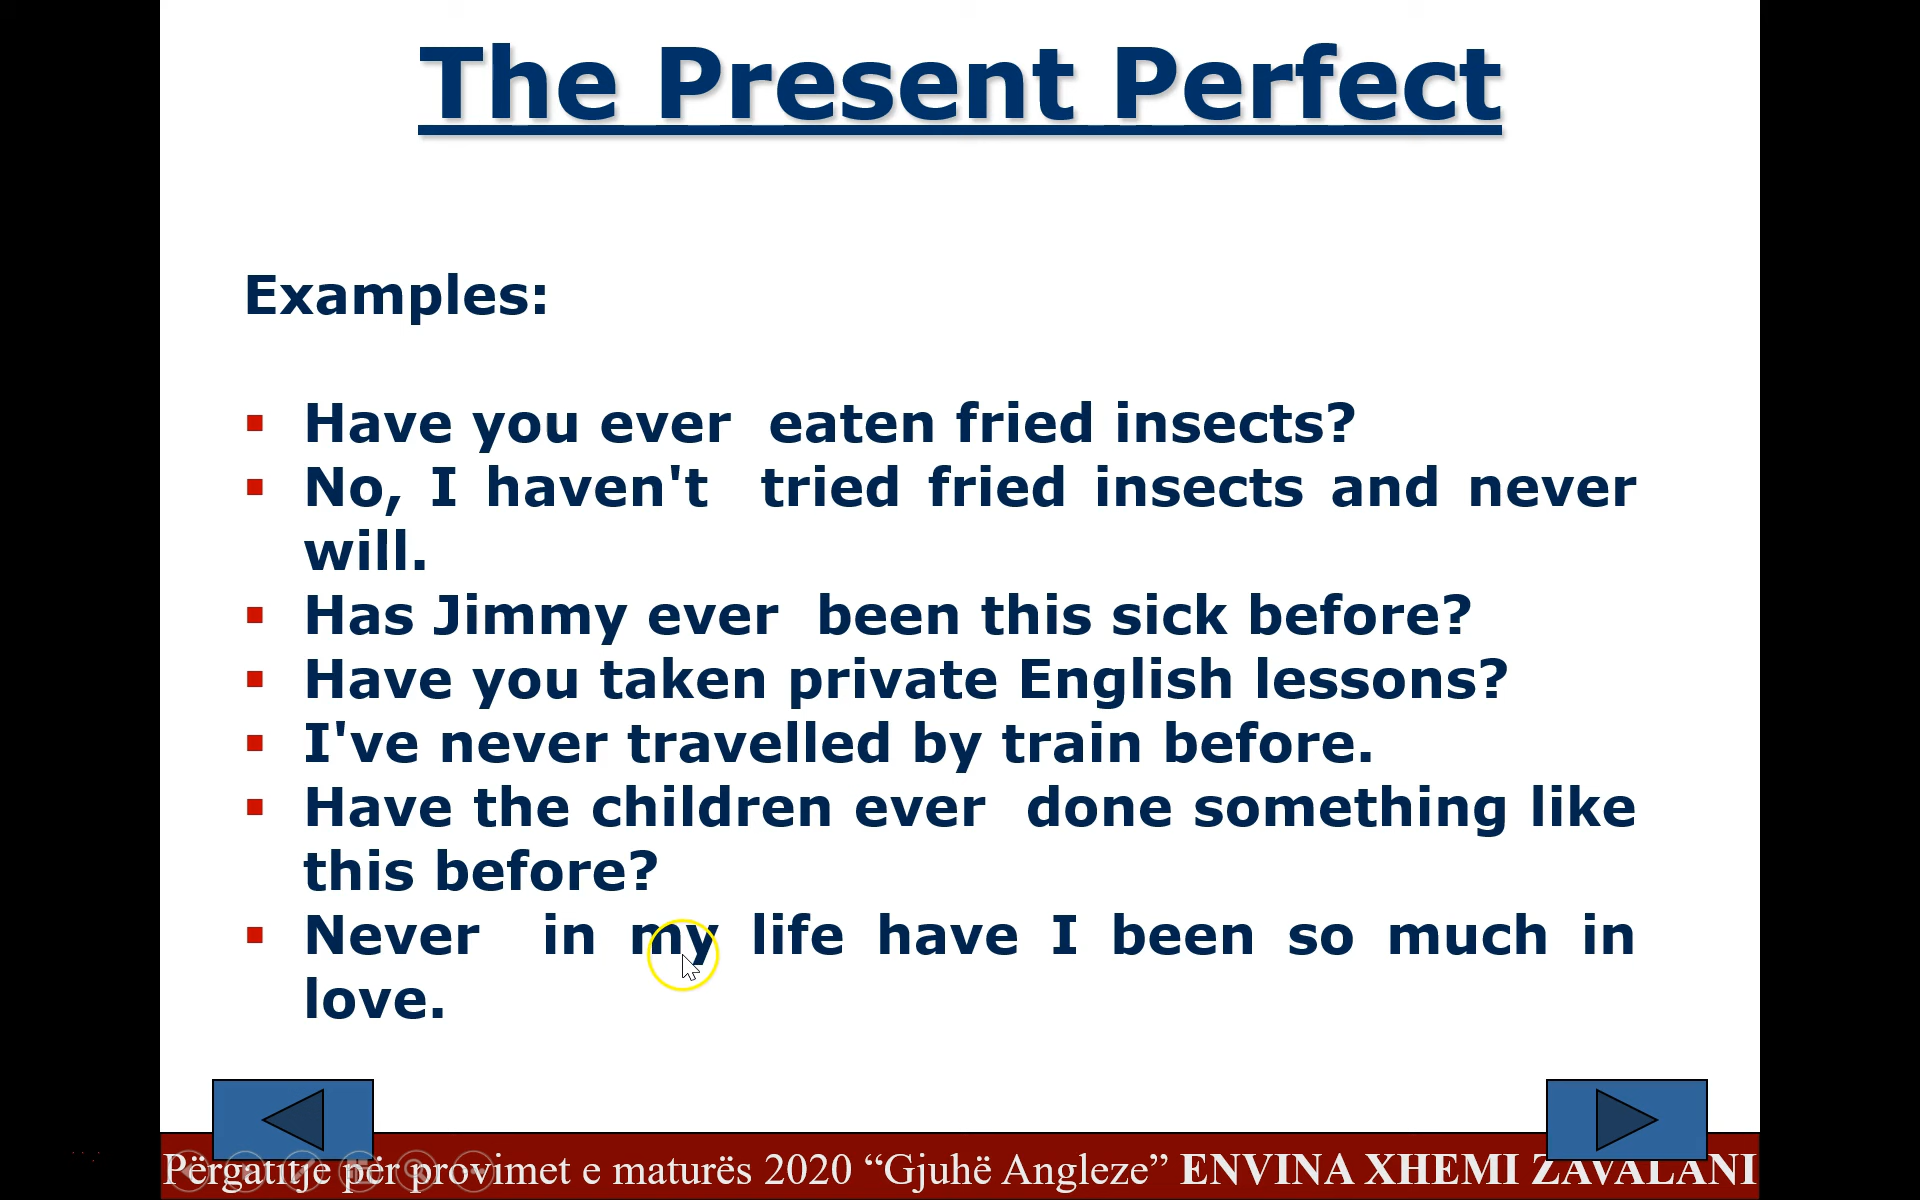 The Present Perfect
Examples:
▪ Have you ever eaten fried insects?
▪ No, I haven't tried fried insects and never
will.
▪ Has Jimmy ever been this sick before?
▪ Have you taken private English lessons?
▪ I've never travelled by train before.
▪ Have the children ever done something like
this before?
▪ Never in my life have I been so much in
love.
Përgatitje për provimet e maturës 2020 “Gjuhë Angleze” ENVINA XHEMI ZAVALANI